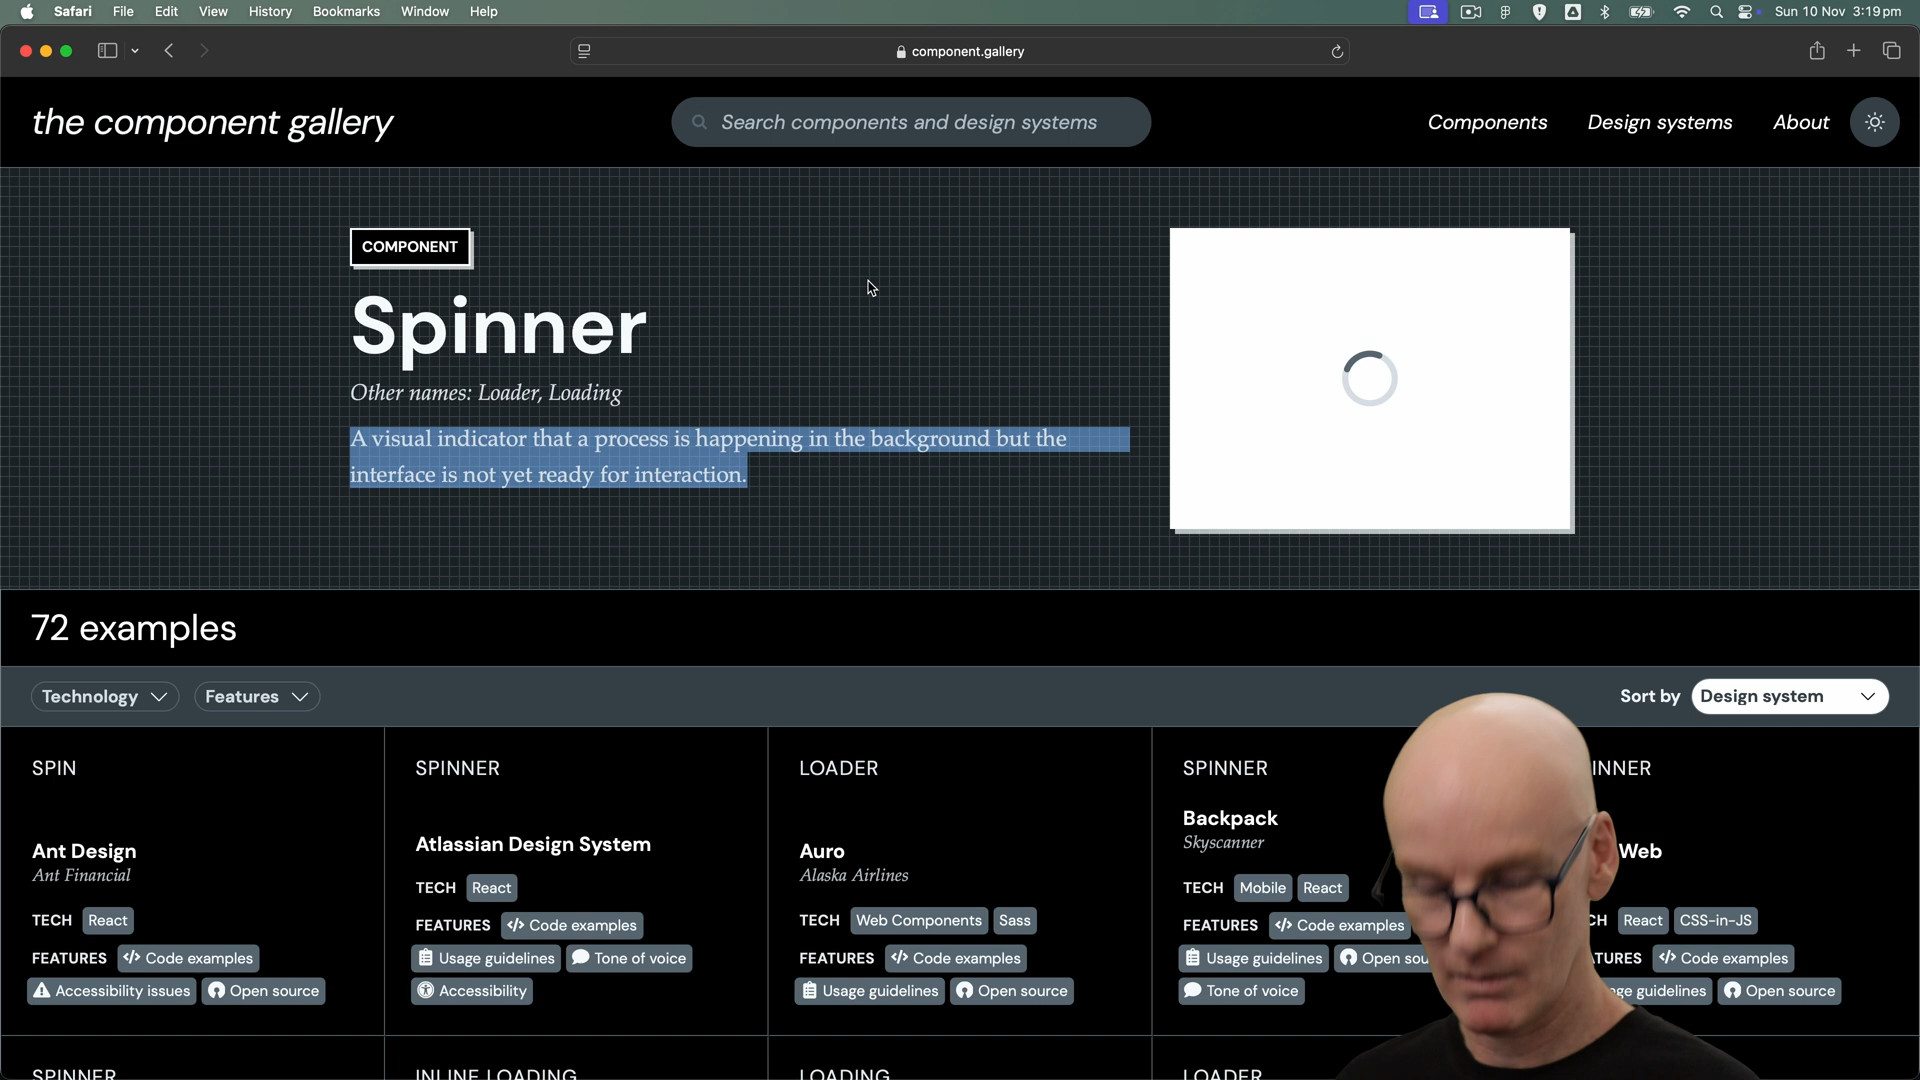 Safari File Edit View History Bookmarks Window Help Sun 10 Nov 3:19 pm
component.gallery
the component gallery
Search components and design systems
Components Design systems About
COMPONENT
Spinner
Other names: Loader, Loading
A visual indicator that a process is happening in the background but the
interface is not yet ready for interaction.
72 examples
Technology Features Sort by Design system
SPIN
Ant Design
Ant Financial
TECH React
FEATURES Code examples
Accessibility issues Open source
SPINNER
Atlassian Design System
TECH React
FEATURES Code examples
Usage guidelines Tone of voice
Accessibility
LOADER
Auro
Alaska Airlines
TECH Web Components Sass
FEATURES Code examples
Usage guidelines Open source
SPINNER
Backpack
Skyscanner
TECH Mobile React
FEATURES Code examples
Usage guidelines Open sou
Tone of voice
INNER
Web
CH React CSS-in-JS
TURES Code examples
ge guidelines Open source
SPINNER
INLINE LOADING
LOADING
LOADER